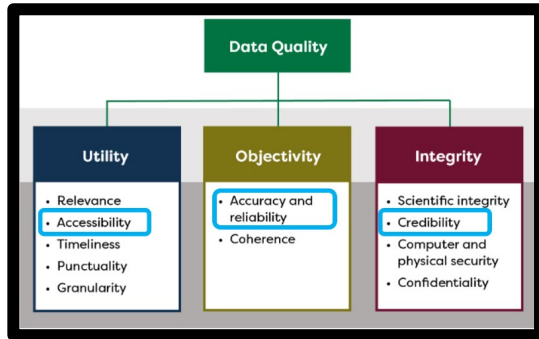 Data Quality
Utility
• Relevance
• Accessibility
• Timeliness
• Punctuality
• Granularity
Objectivity
• Accuracy and
reliability
• Coherence
Integrity
• Scientific integrity
• Credibility
• Computer and
physical security
• Confidentiality